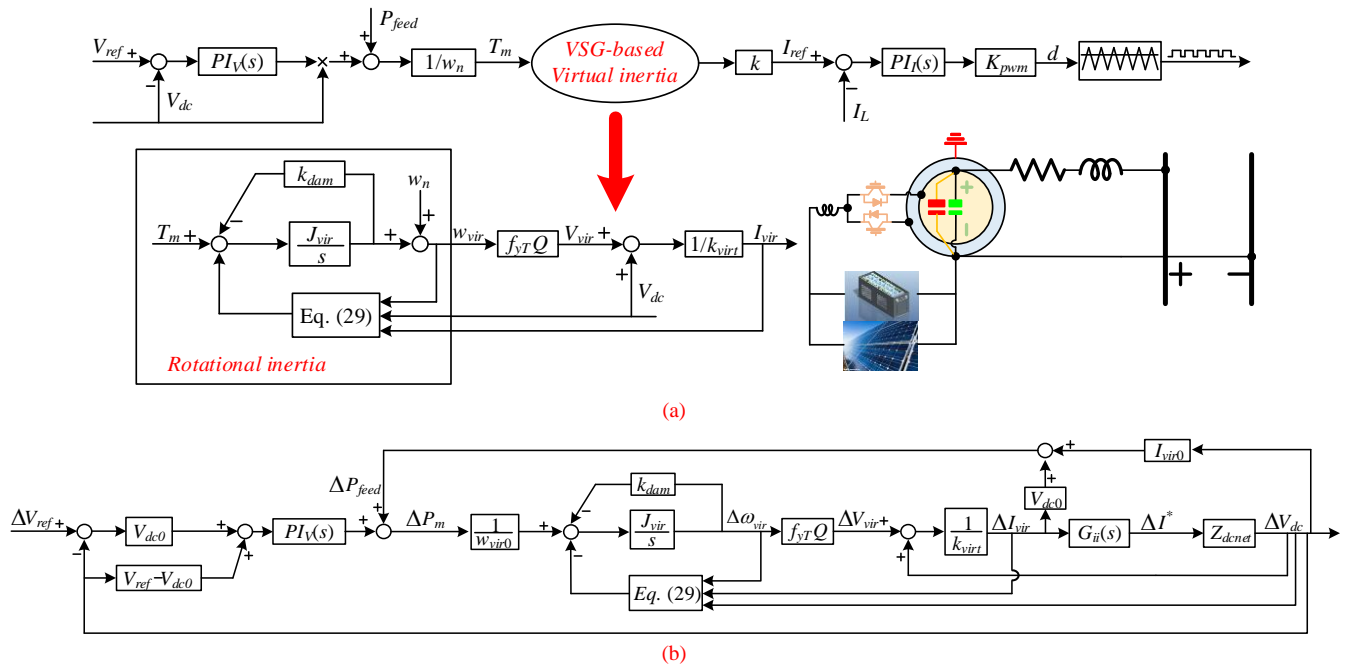 P_feed
V_ref + PI_V(s) × + + 1/w_n T_m VSG-based Virtual inertia k I_ref + PI_I(s) K_pwm d
− V_dc − I_L
k_dam w_n
− +
T_m + J_vir/s + w_vir f_yT Q V_vir + 1/k_virt I_vir
+ V_dc
Eq. (29)
Rotational inertia
+ −
+ −
(a)
+ I_vir0
+
ΔP_feed V_dc0
k_dam
ΔV_ref + V_dc0 + PI_V(s) + + ΔP_m 1/w_vir0 + − J_vir/s Δω_vir f_yT Q ΔV_vir + 1/k_virt ΔI_vir G_ii(s) ΔI* Z_dcnet ΔV_dc
− + − +
V_ref−V_dc0
Eq. (29)
(b)